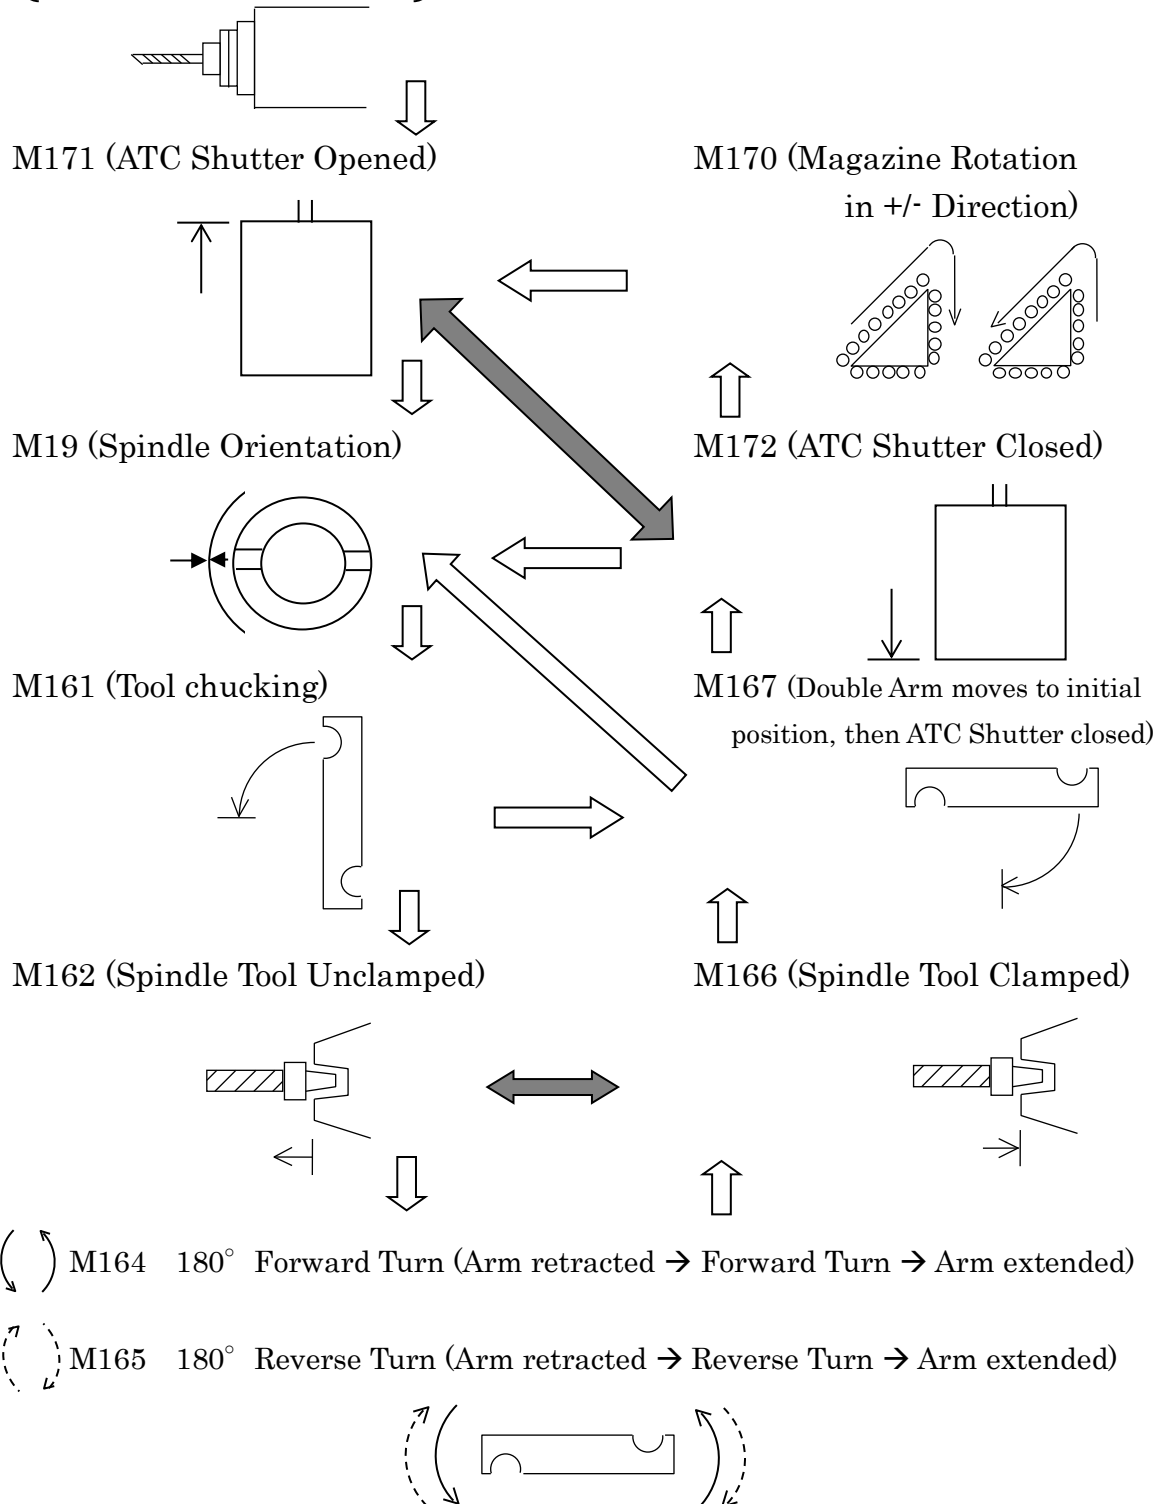 M171 (ATC Shutter Opened)
M170 (Magazine Rotation
in +/- Direction)
M19 (Spindle Orientation)
M172 (ATC Shutter Closed)
M161 (Tool chucking)
M167 (Double Arm moves to initial
position, then ATC Shutter closed)
M162 (Spindle Tool Unclamped)
M166 (Spindle Tool Clamped)
M164 180° Forward Turn (Arm retracted → Forward Turn → Arm extended)
M165 180° Reverse Turn (Arm retracted → Reverse Turn → Arm extended)